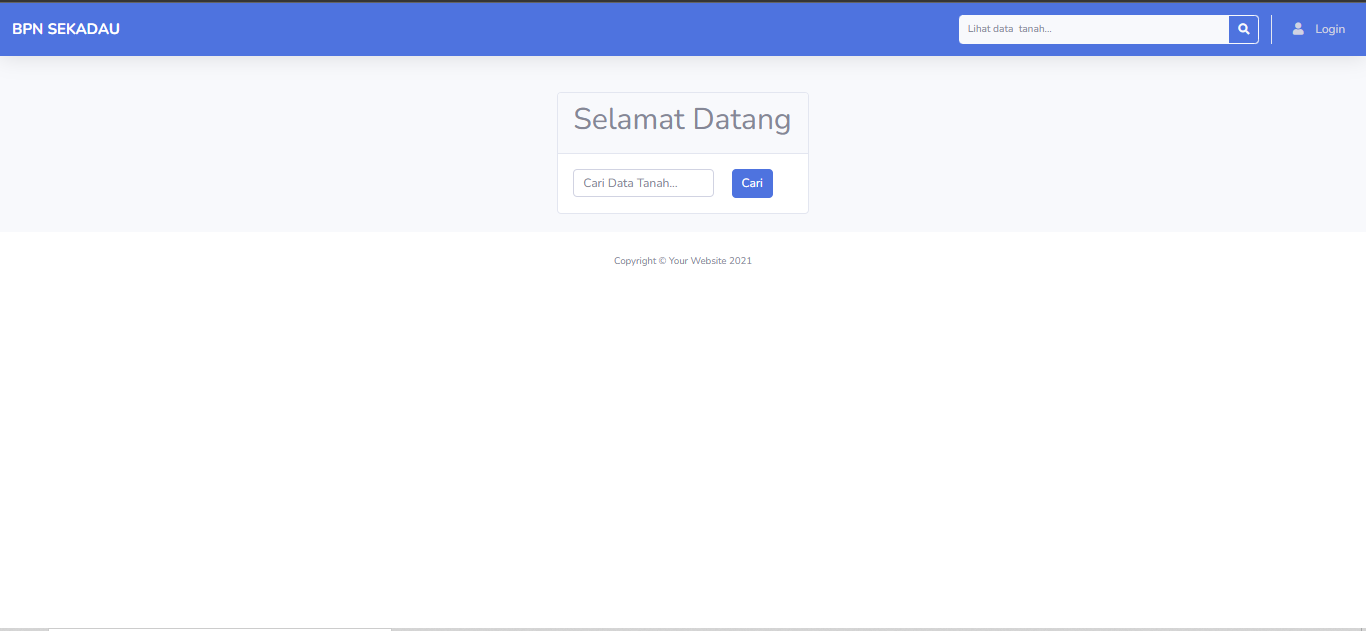 BPN SEKADAU
Lihat data tanah...
Login
Selamat Datang
Cari Data Tanah...
Cari
Copyright © Your Website 2021